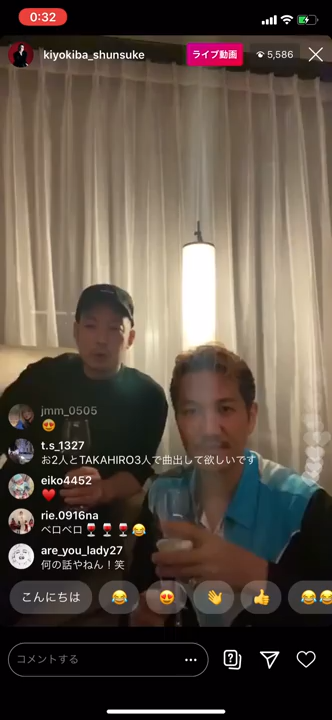 0:32
kiyokiba_shunsuke
ライブ動画
5,586
jmm_0505
😍
t.s_1327
お2人とTAKAHIRO3人で曲出して欲しいです
eiko4452
❤️
rie.0916na
ベロベロ🍷🍷🍷😂
are_you_lady27
何の話やねん！笑
こんにちは 😂 😍 👋 👍 😂😂
コメントする